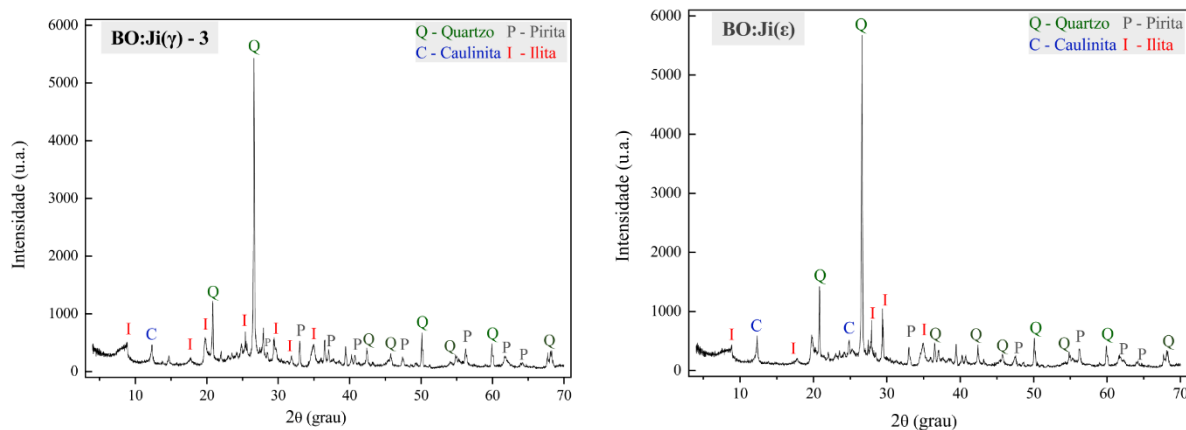 BO:Ji(γ) - 3
Q - Quartzo P - Pirita
C - Caulinita I - Ilita
Intensidade (u.a.)
6000
5000
4000
3000
2000
1000
0
Q
I C I I Q I I P I P I P Q Q P Q Q P Q P P Q
10 20 30 40 50 60 70
2θ (grau)
BO:Ji(ε)
Q - Quartzo P - Pirita
C - Caulinita I - Ilita
Intensidade (u.a.)
6000
5000
4000
3000
2000
1000
0
Q
I C I Q C I I P I Q Q Q P Q Q P Q P P Q
10 20 30 40 50 60 70
2θ (grau)